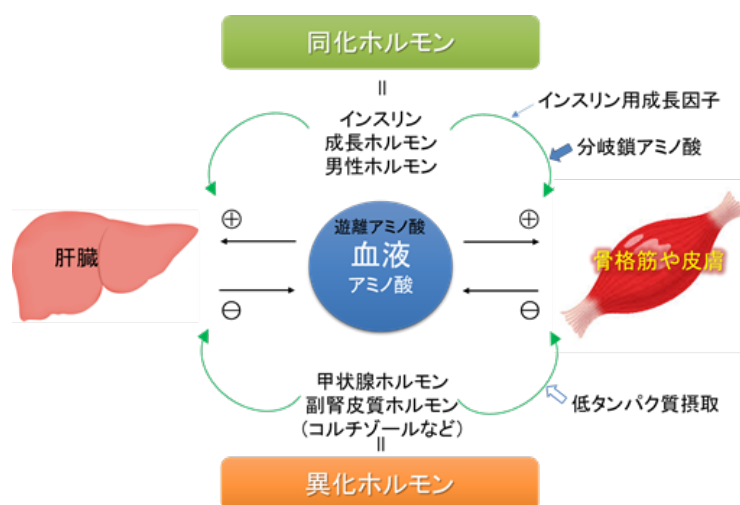 同化ホルモン
=
インスリン
成長ホルモン
男性ホルモン
インスリン用成長因子
分岐鎖アミノ酸
⊕
⊕
肝臓
遊離アミノ酸
血液
アミノ酸
骨格筋や皮膚
⊖
⊖
甲状腺ホルモン
副腎皮質ホルモン
(コルチゾールなど)
低タンパク質摂取
=
異化ホルモン